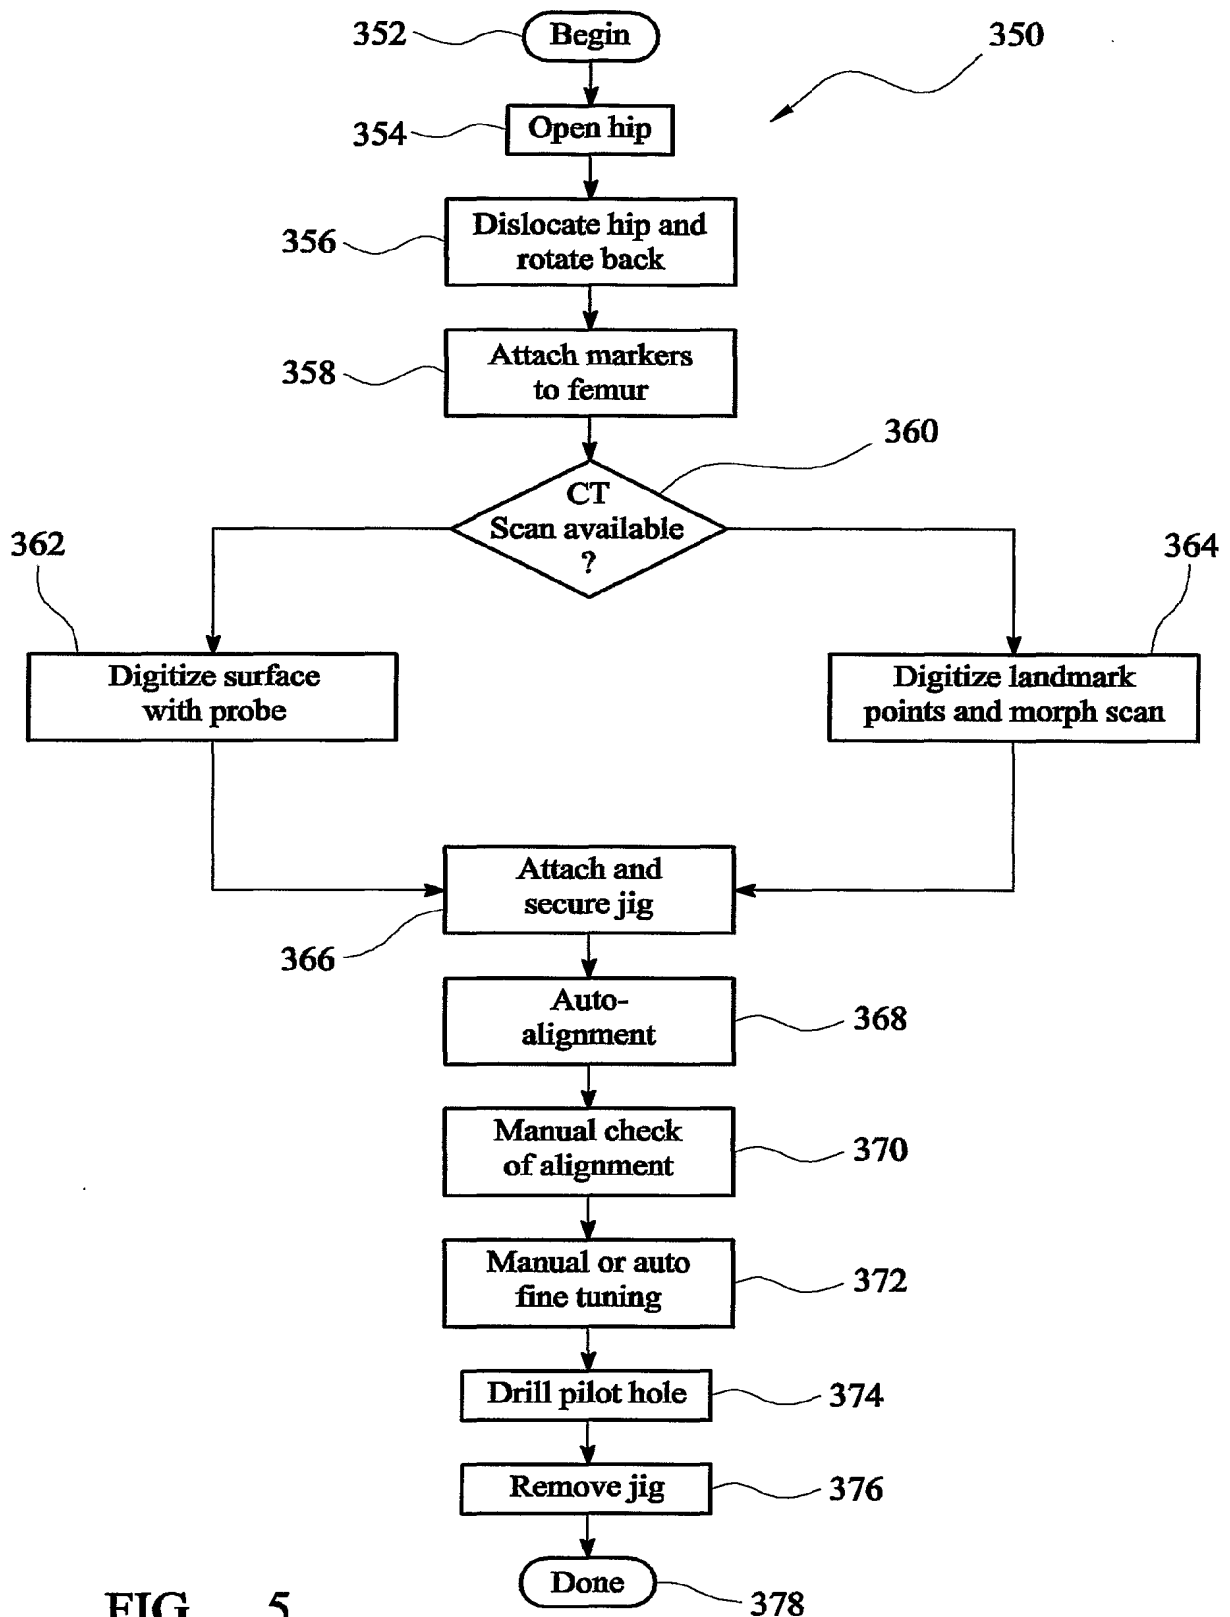 352
Begin
350
354
Open hip
356
Dislocate hip and
rotate back
358
Attach markers
to femur
360
CT
Scan available
?
362
364
Digitize surface
with probe
Digitize landmark
points and morph scan
Attach and
secure jig
366
Auto-
alignment
368
Manual check
of alignment
370
Manual or auto
fine tuning
372
Drill pilot hole
374
Remove jig
376
Done
378
FIG. 5